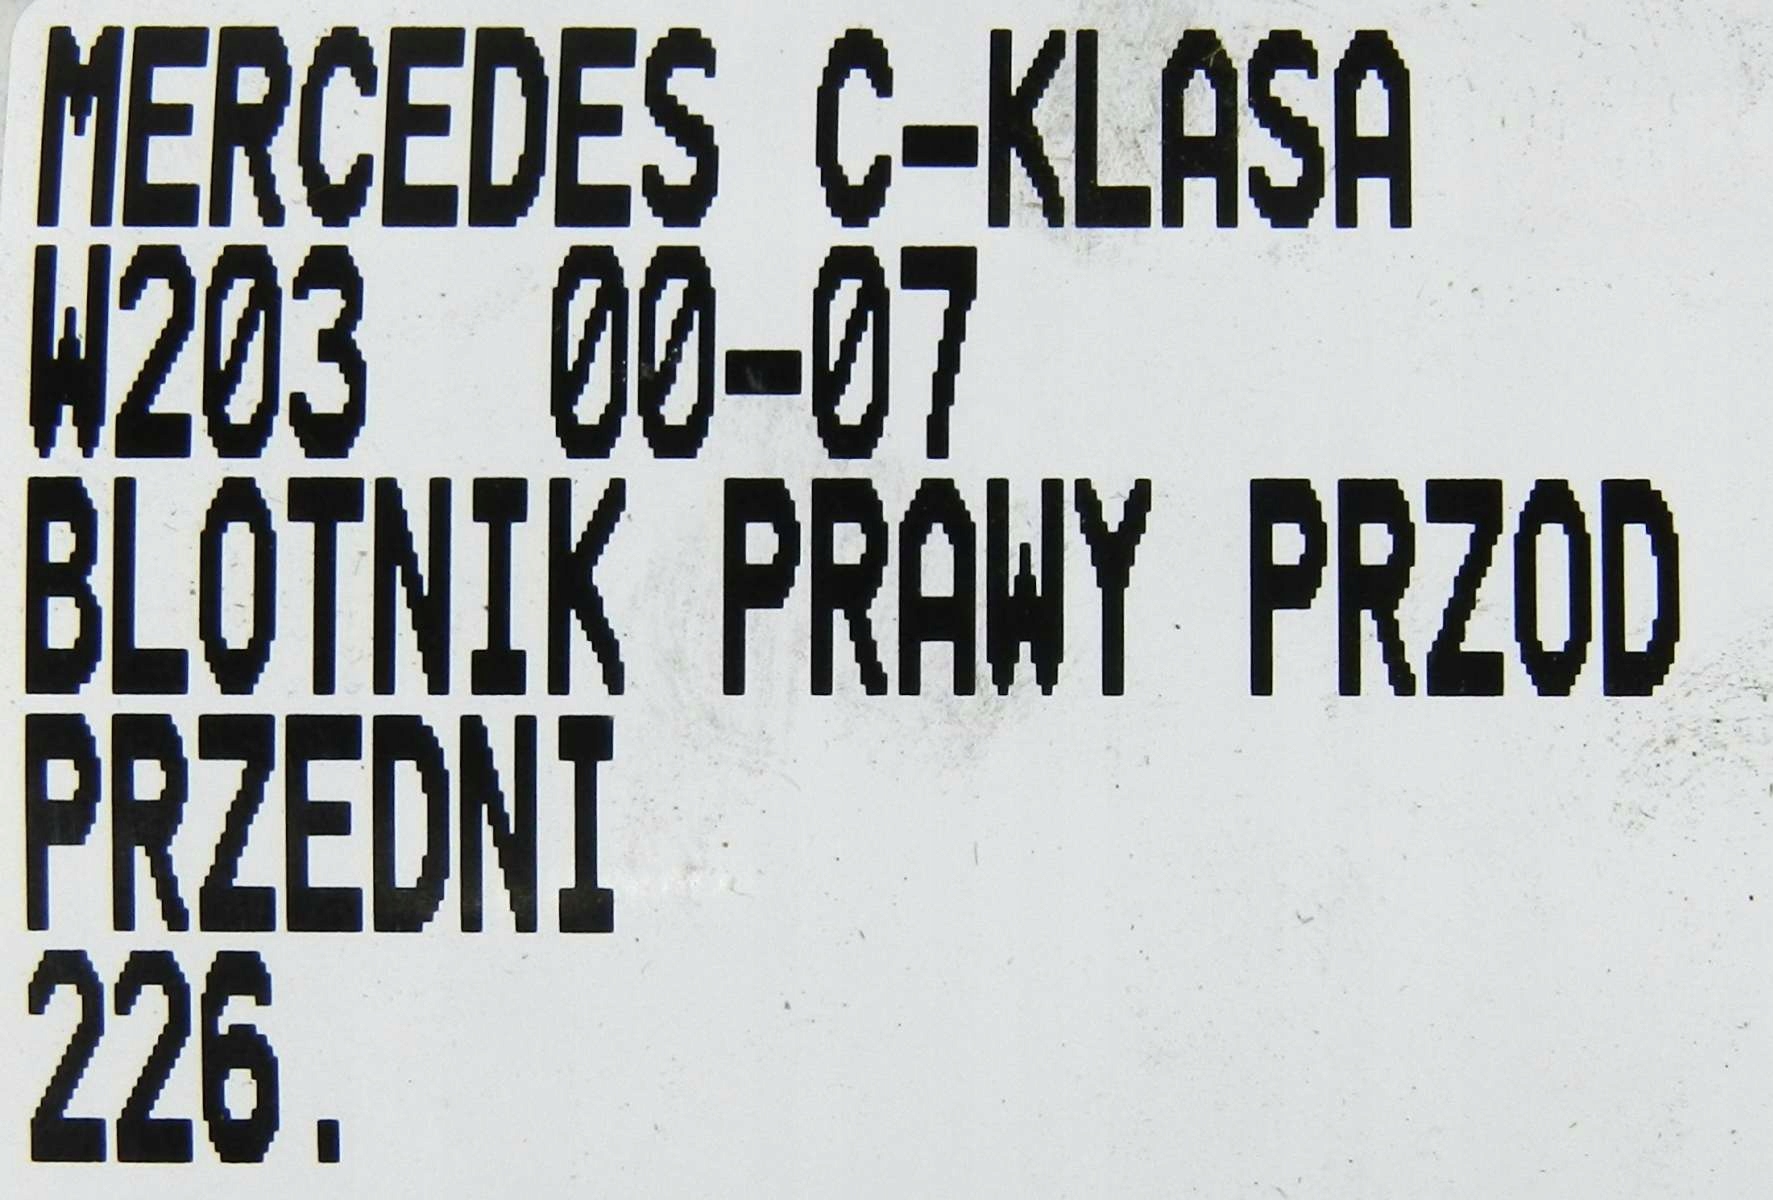 MERCEDES C-KLASA
W203  00-07
BLOTNIK PRAWY PRZOD
PRZEDNI
226.